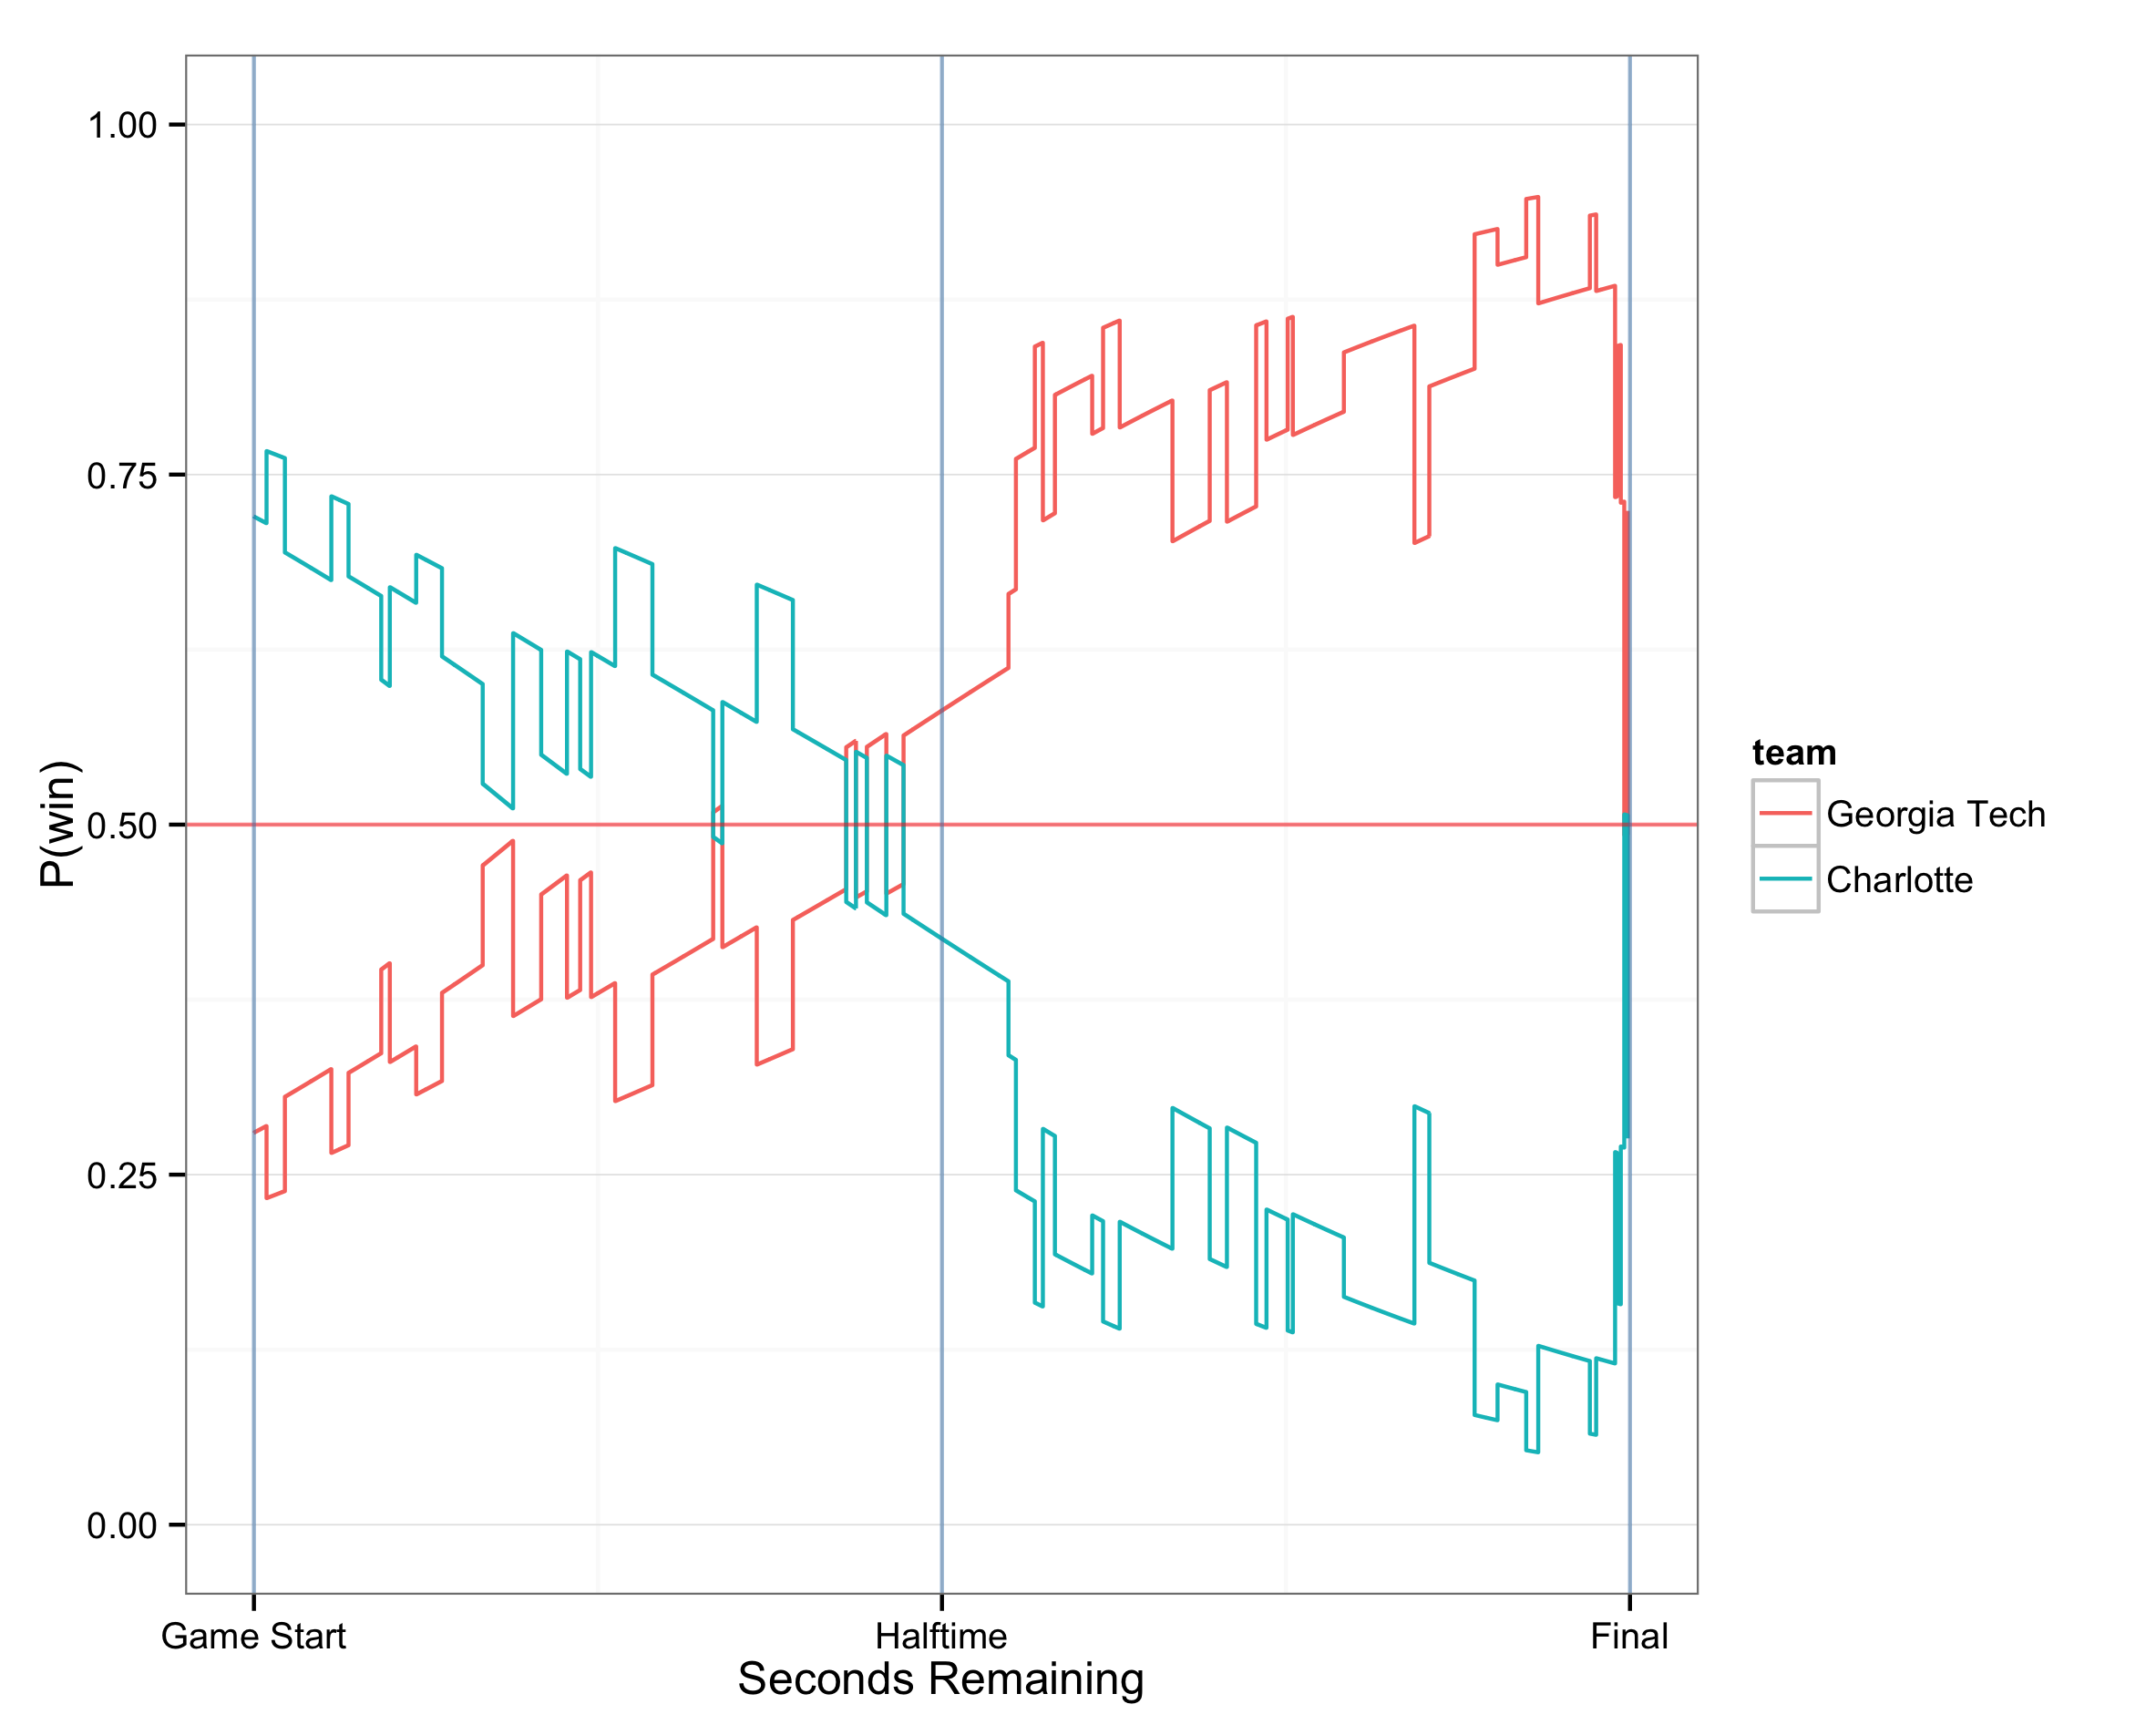 1.00
0.75
0.50
0.25
0.00
P(win)
Game Start
Halftime
Final
Seconds Remaining
team
Georgia Tech
Charlotte